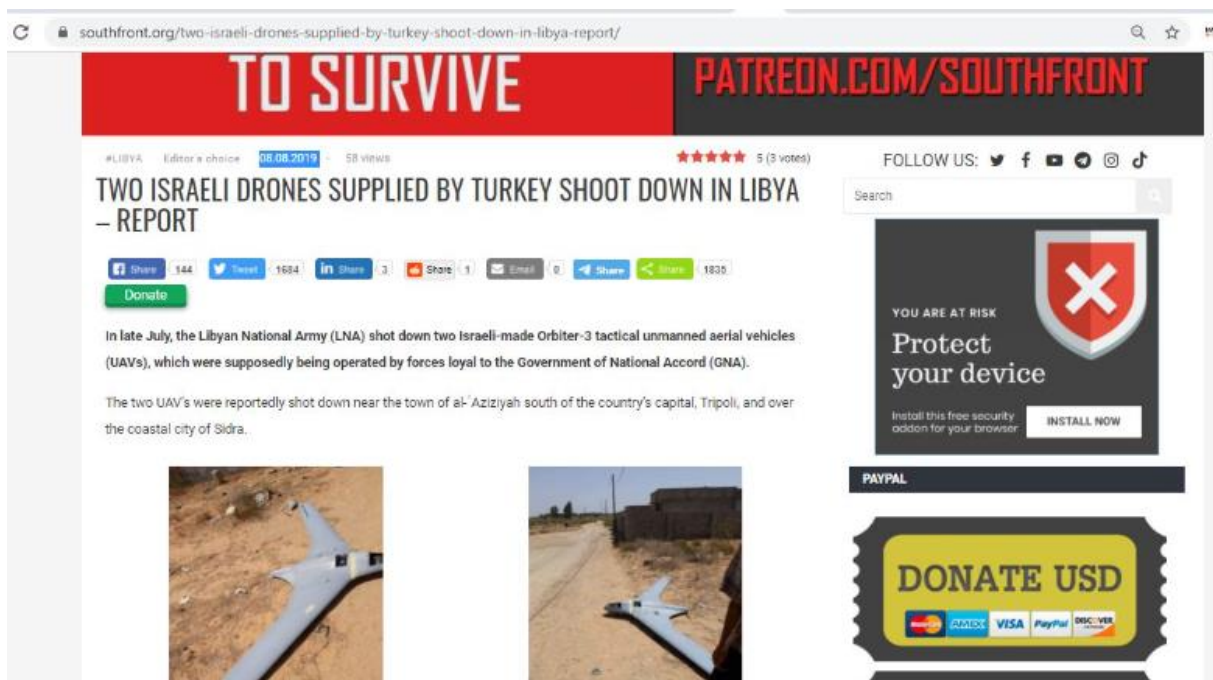 southfront.org/two-israeli-drones-supplied-by-turkey-shoot-down-in-libya-report/
TO SURVIVE
PATREON.COM/SOUTHFRONT
#LIBYA Editor's choice 08.08.2019 - 58 views
5 (3 votes)
FOLLOW US:
TWO ISRAELI DRONES SUPPLIED BY TURKEY SHOOT DOWN IN LIBYA
– REPORT
Search
Share 144 Tweet 1684 in Share 3 Share 1 Email 0 Share Share 1835
Donate
In late July, the Libyan National Army (LNA) shot down two Israeli-made Orbiter-3 tactical unmanned aerial vehicles
(UAVs), which were supposedly being operated by forces loyal to the Government of National Accord (GNA).
The two UAV's were reportedly shot down near the town of al-`Aziziyah south of the country's capital, Tripoli, and over
the coastal city of Sidra.
YOU ARE AT RISK
Protect
your device
Install this free security
addon for your browser
INSTALL NOW
PAYPAL
DONATE USD
AMEX VISA PayPal DISCOVER